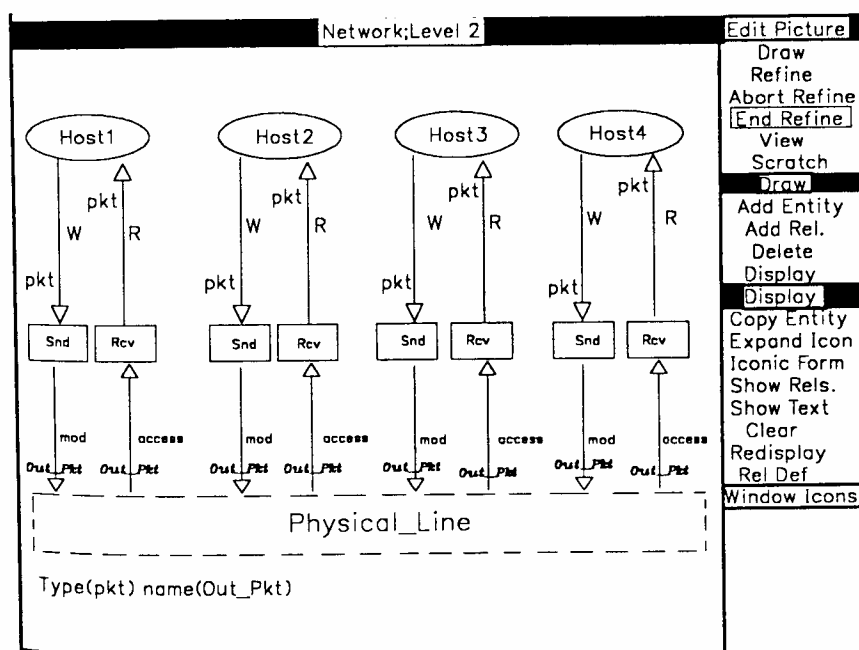 Network;Level 2
Host1 Host2 Host3 Host4
pkt pkt pkt pkt
W R W R W R W R
pkt pkt pkt pkt
Snd Rcv Snd Rcv Snd Rcv Snd Rcv
mod access mod access mod access mod access
Out_Pkt Out_Pkt Out_Pkt Out_Pkt Out_Pkt Out_Pkt Out_Pkt Out_Pkt
Physical_Line
Type(pkt) name(Out_Pkt)
Edit Picture
Draw
Refine
Abort Refine
End Refine
View
Scratch
Draw
Add Entity
Add Rel.
Delete
Display
Display
Copy Entity
Expand Icon
Iconic Form
Show Rels.
Show Text
Clear
Redisplay
Rel Def
Window Icons